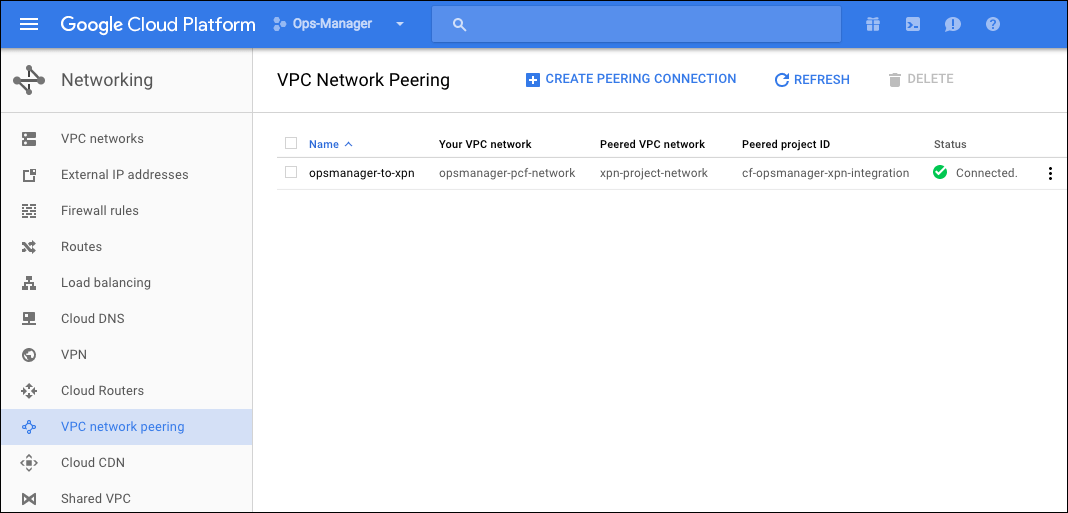 Google Cloud Platform Ops-Manager
Networking
VPC Network Peering CREATE PEERING CONNECTION REFRESH DELETE
VPC networks
External IP addresses
Firewall rules
Routes
Load balancing
Cloud DNS
VPN
Cloud Routers
VPC network peering
Cloud CDN
Shared VPC
Name Your VPC network Peered VPC network Peered project ID Status
opsmanager-to-xpn opsmanager-pcf-network xpn-project-network cf-opsmanager-xpn-integration Connected.